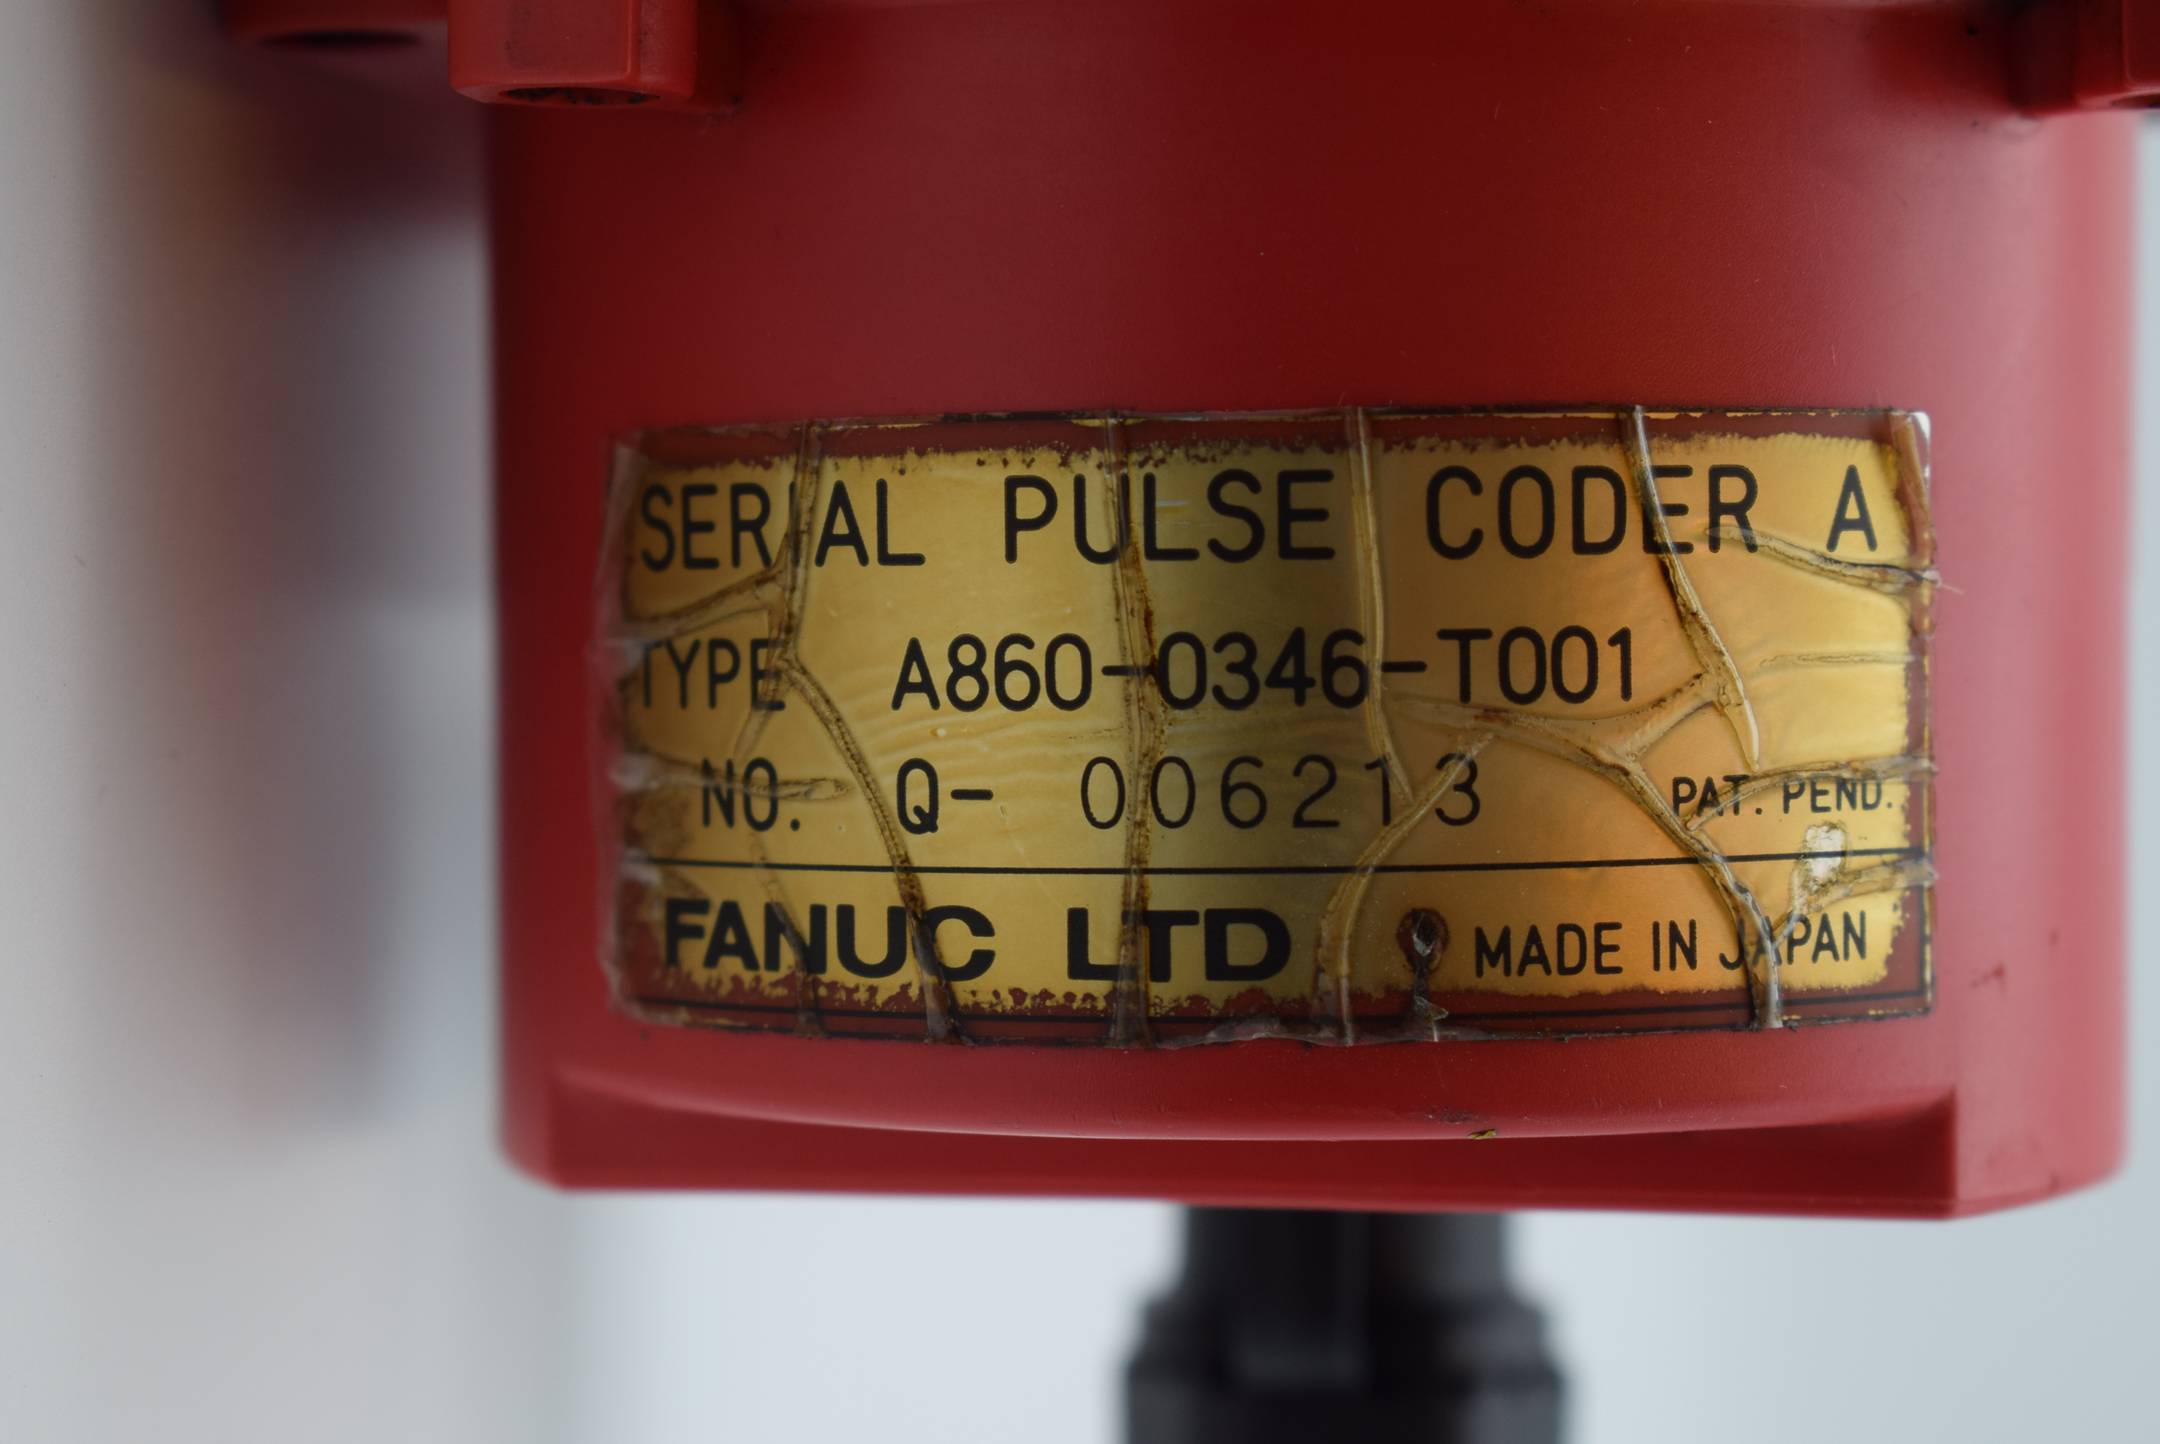 SERIAL PULSE CODER A
TYPE A860-0346-T001
NO. Q- 006213 PAT. PEND.
FANUC LTD MADE IN JAPAN